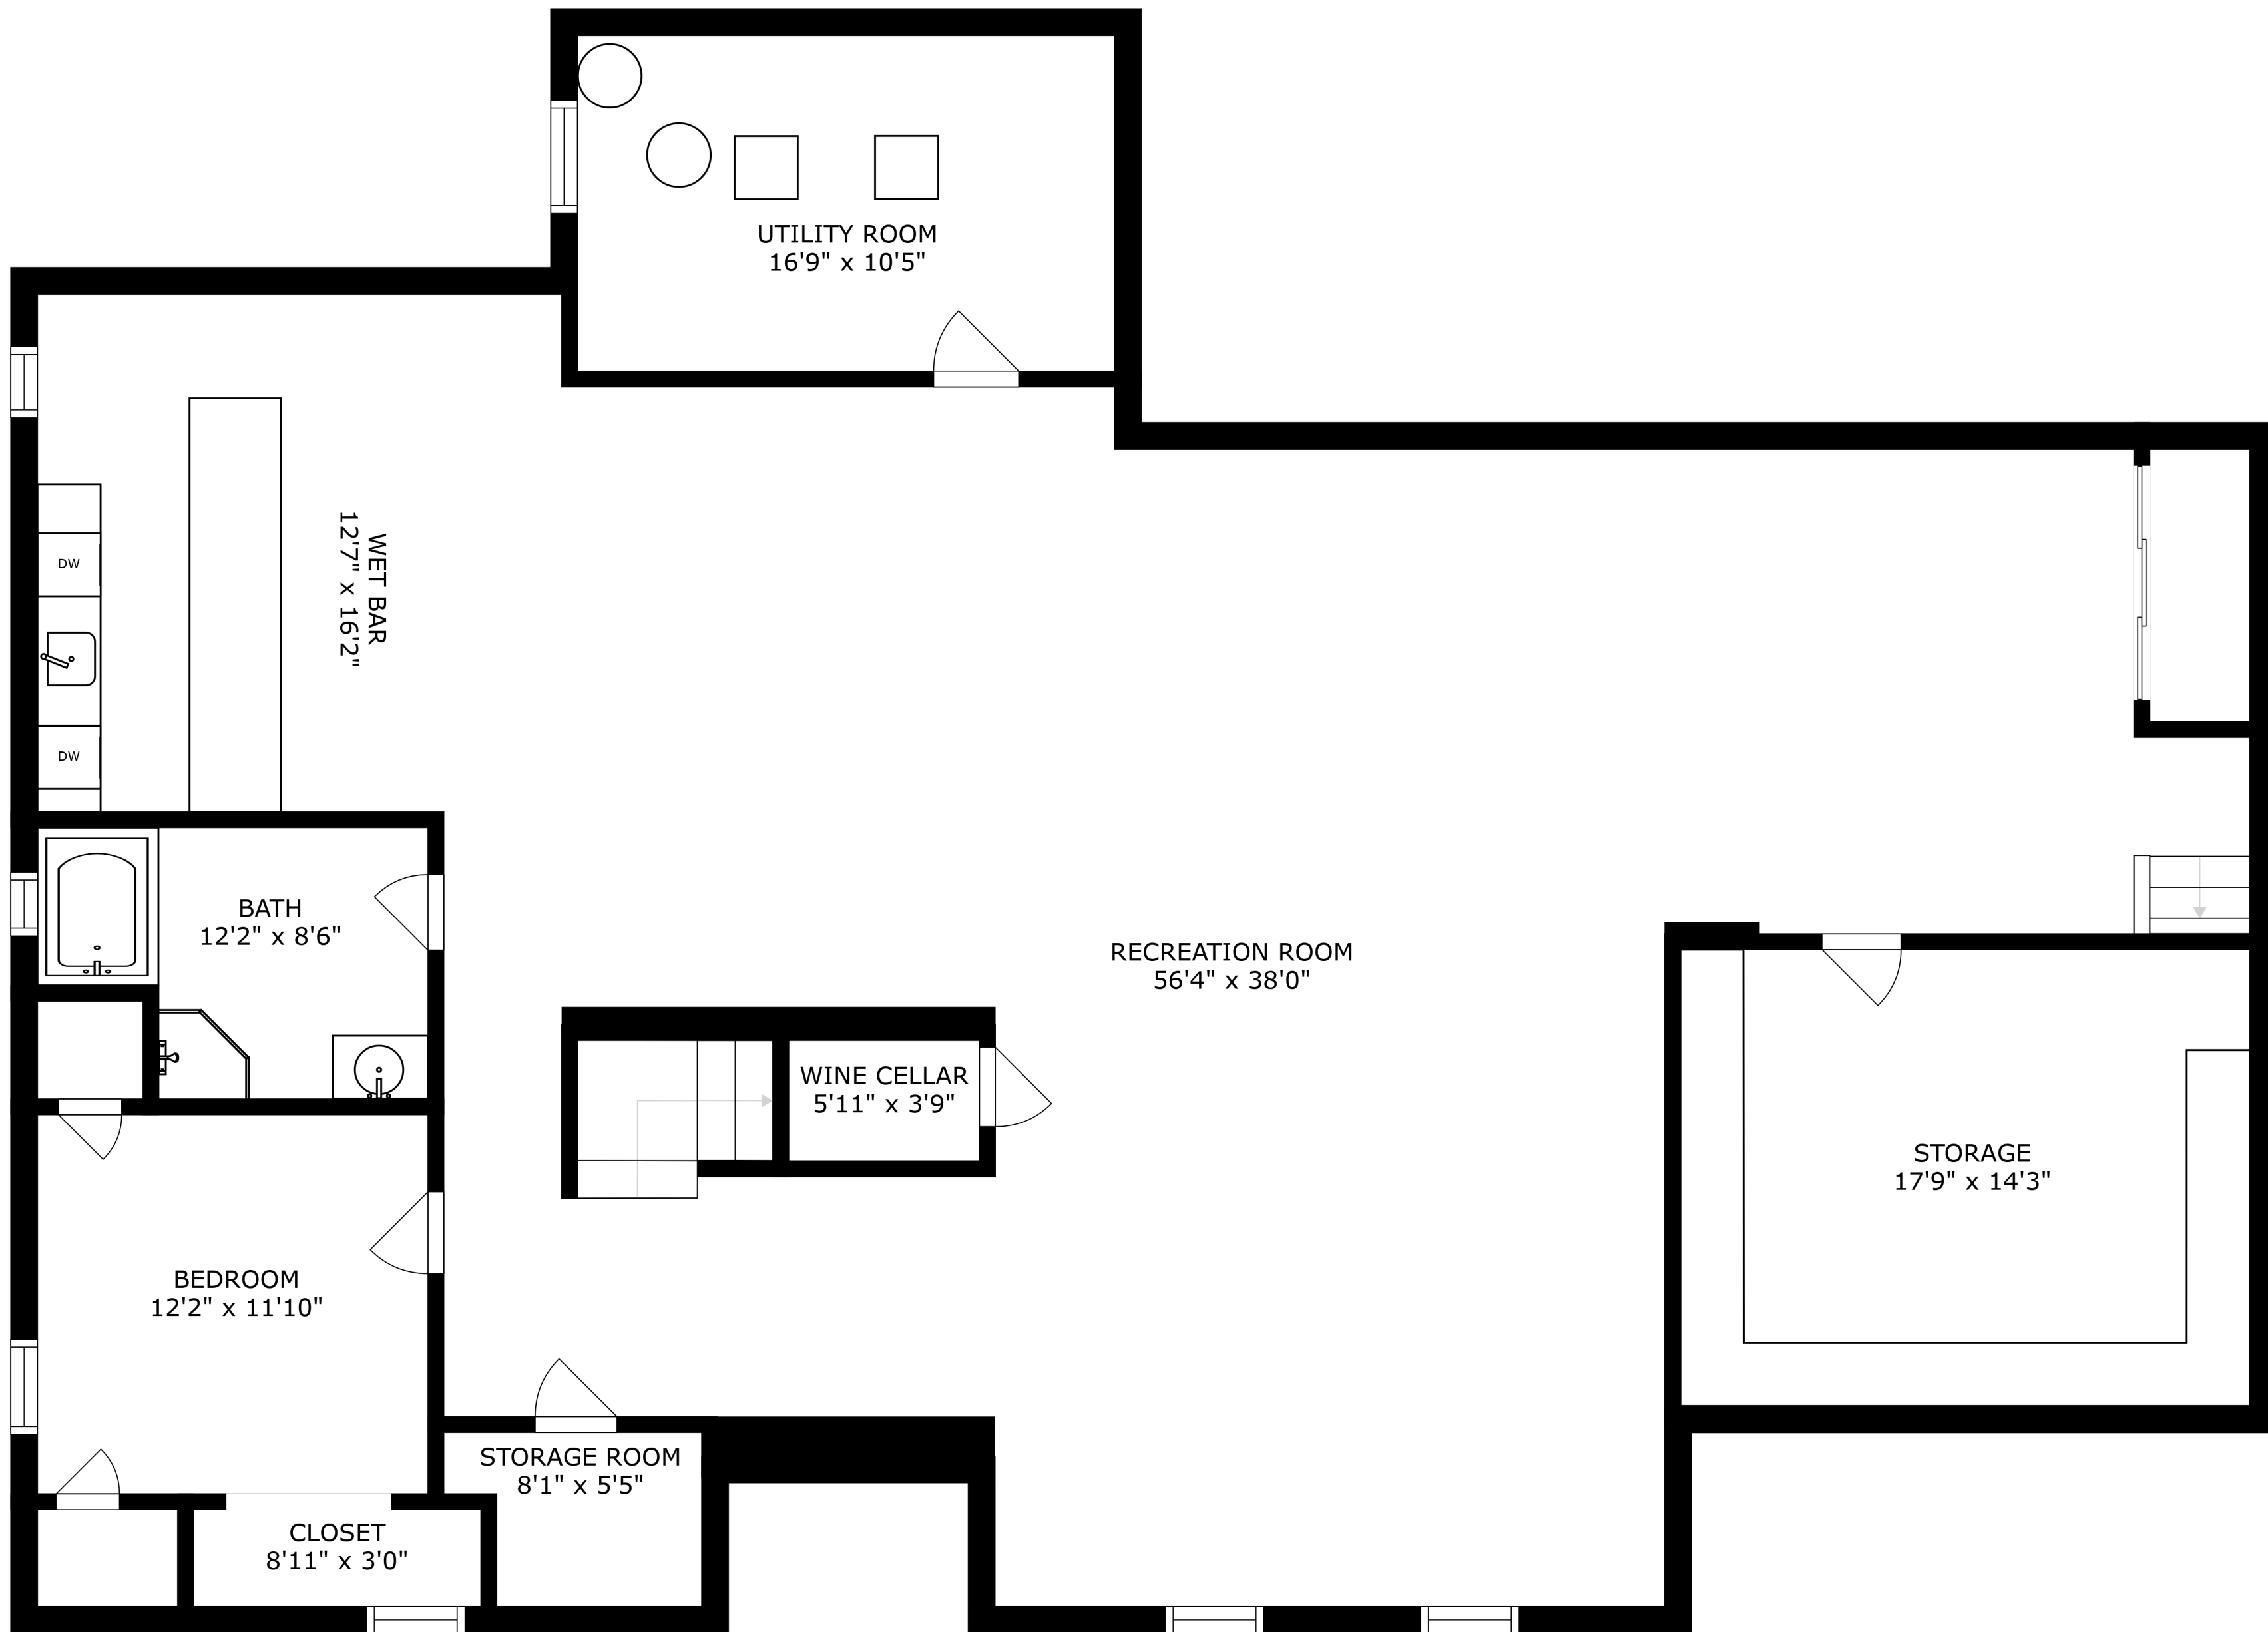 UTILITY ROOM
16'9" x 10'5"
WET BAR
12'7" x 16'2"
DW
DW
BATH
12'2" x 8'6"
RECREATION ROOM
56'4" x 38'0"
WINE CELLAR
5'11" x 3'9"
STORAGE
17'9" x 14'3"
BEDROOM
12'2" x 11'10"
STORAGE ROOM
8'1" x 5'5"
CLOSET
8'11" x 3'0"